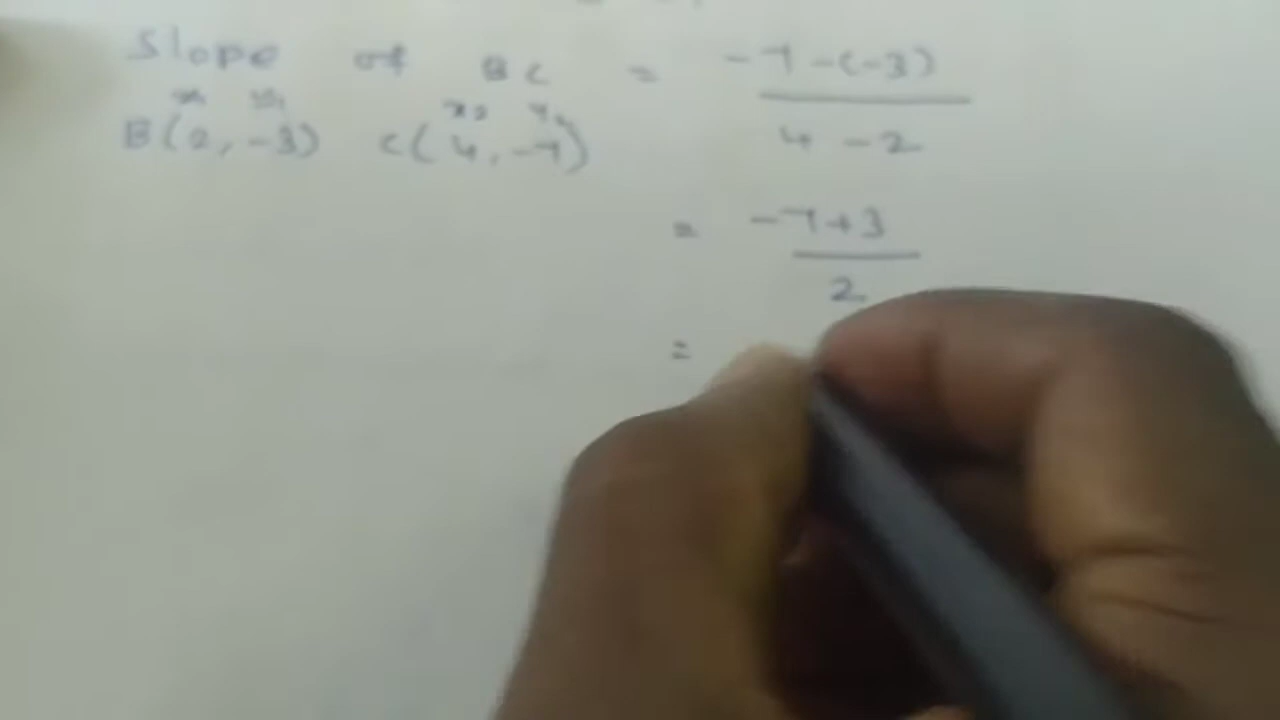 Slope of BC = -7-(-3)
x1 y1 x2 y2
B(2,-3) C(4,-7) 4-2
= -7+3
2
=